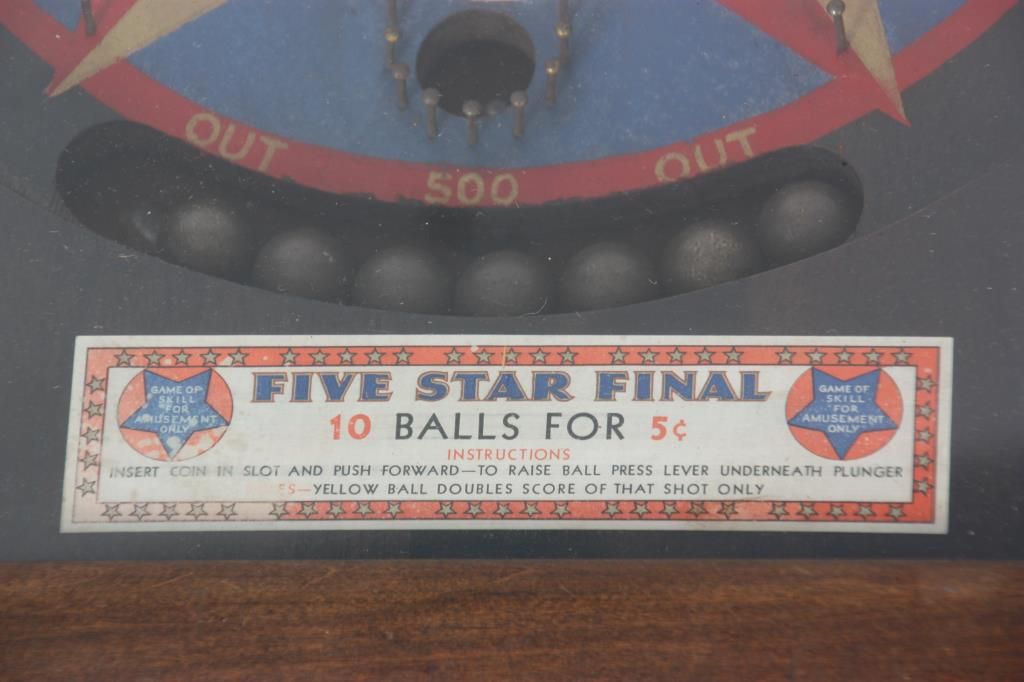 OUT
OUT
500
FIVE STAR FINAL
10 BALLS FOR 5¢
INSTRUCTIONS
INSERT COIN IN SLOT AND PUSH FORWARD—TO RAISE BALL PRESS LEVER UNDERNEATH PLUNGER
—YELLOW BALL DOUBLES SCORE OF THAT SHOT ONLY
GAME OF
SKILL
FOR
AMUSEMENT
ONLY
GAME OF
SKILL
FOR
AMUSEMENT
ONLY